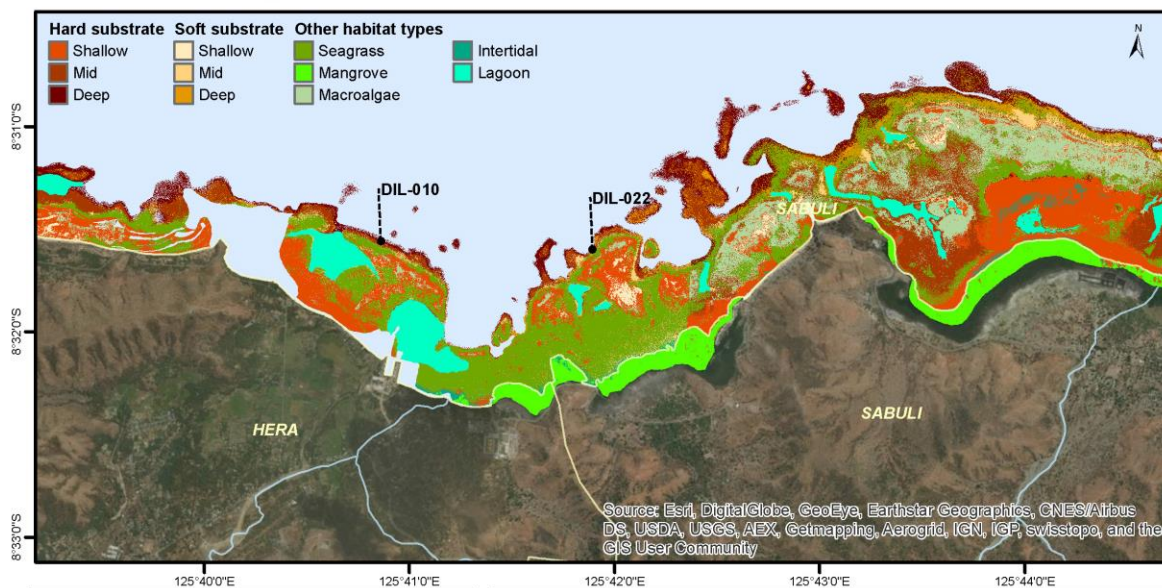 Hard substrate Soft substrate Other habitat types
Shallow Shallow Seagrass Intertidal
Mid Mid Mangrove Lagoon
Deep Deep Macroalgae
N
8°31'0"S
DIL-010
DIL-022
SABULI
8°32'0"S
HERA
SABULI
Source: Esri, DigitalGlobe, GeoEye, Earthstar Geographics, CNES/Airbus
DS, USDA, USGS, AEX, Getmapping, Aerogrid, IGN, IGP, swisstopo, and the
GIS User Community
8°33'0"S
125°40'0"E 125°41'0"E 125°42'0"E 125°43'0"E 125°44'0"E